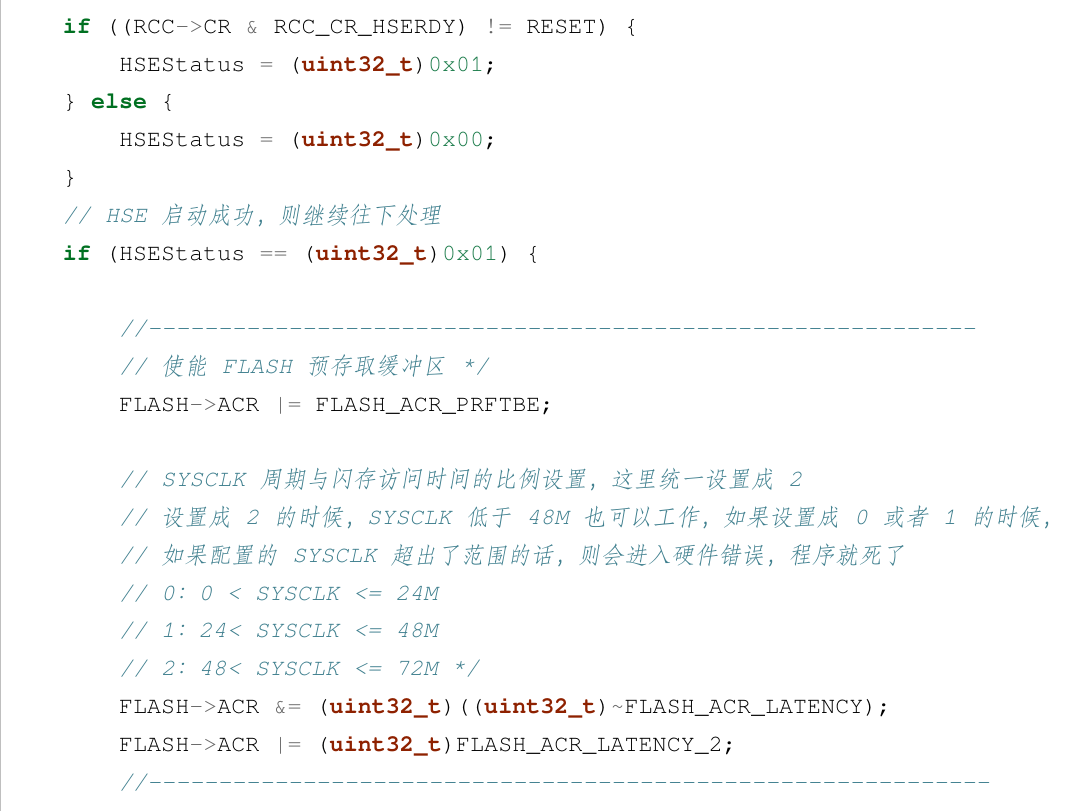 if ((RCC->CR & RCC_CR_HSERDY) != RESET) {
    HSEStatus = (uint32_t)0x01;
} else {
    HSEStatus = (uint32_t)0x00;
}
// HSE 启动成功，则继续往下处理
if (HSEStatus == (uint32_t)0x01) {
    //-----------------------------------------------------------
    // 使能 FLASH 预存取缓冲区 */
    FLASH->ACR |= FLASH_ACR_PRFTBE;
    // SYSCLK 周期与闪存访问时间的比例设置，这里统一设置成 2
    // 设置成 2 的时候，SYSCLK 低于 48M 也可以工作，如果设置成 0 或者 1 的时候，
    // 如果配置的 SYSCLK 超出了范围的话，则会进入硬件错误，程序就死了
    // 0：0 < SYSCLK <= 24M
    // 1：24< SYSCLK <= 48M
    // 2：48< SYSCLK <= 72M */
    FLASH->ACR &= (uint32_t)((uint32_t)~FLASH_ACR_LATENCY);
    FLASH->ACR |= (uint32_t)FLASH_ACR_LATENCY_2;
    //------------------------------------------------------------